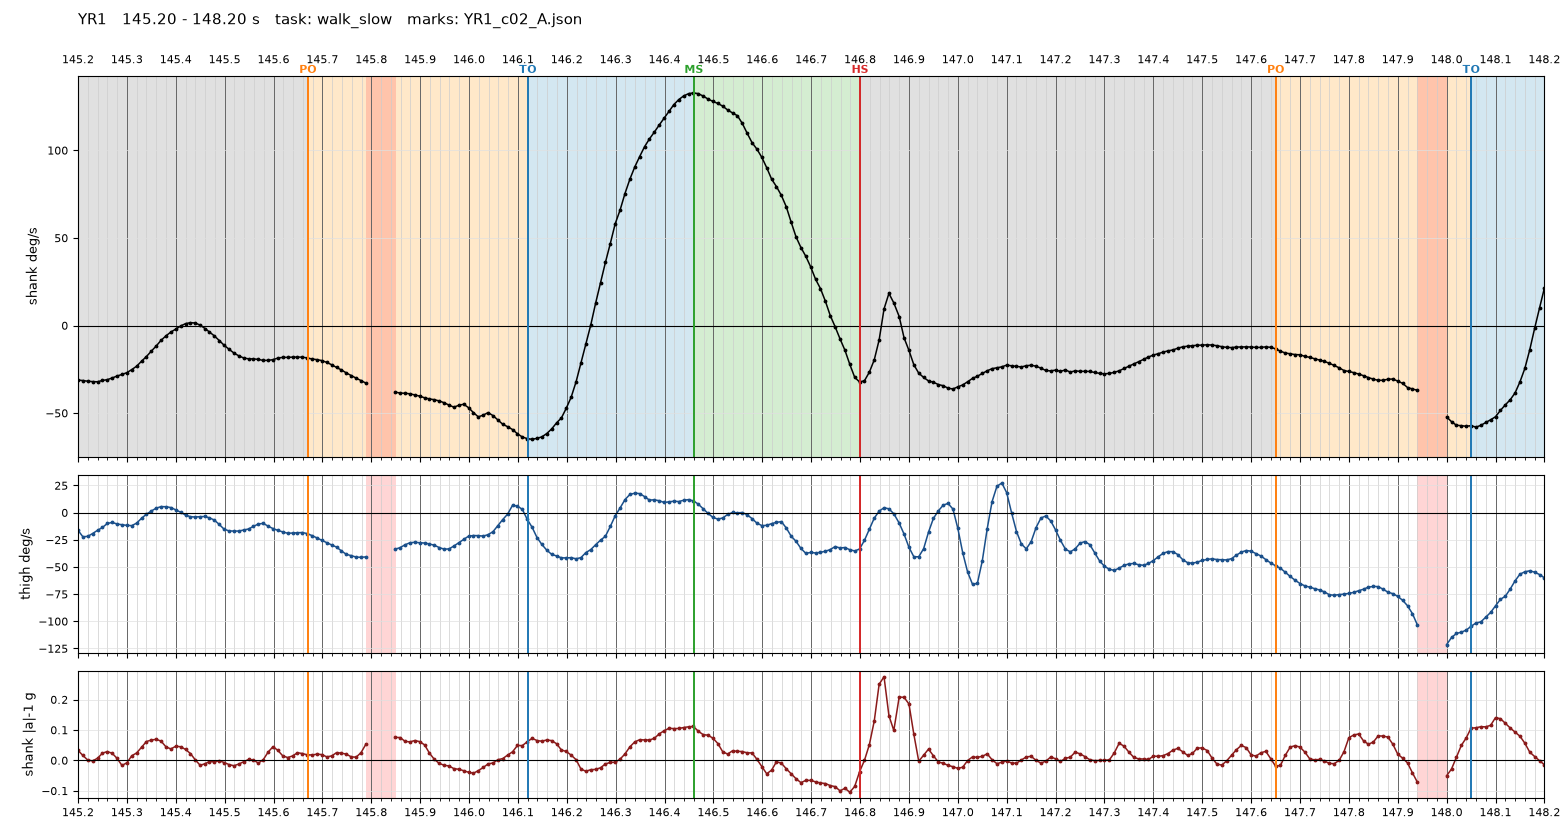 YR1   145.20 - 148.20 s   task: walk_slow   marks: YR1_c02_A.json
145.2 145.3 145.4 145.5 145.6 145.7 145.8 145.9 146.0 146.1 146.2 146.3 146.4 146.5 146.6 146.7 146.8 146.9 147.0 147.1 147.2 147.3 147.4 147.5 147.6 147.7 147.8 147.9 148.0 148.1 148.2
PO TO MS HS PO TO
shank deg/s
100
50
0
−50
thigh deg/s
25
0
−25
−50
−75
−100
−125
shank |a|-1 g
0.2
0.1
0.0
−0.1
145.2 145.3 145.4 145.5 145.6 145.7 145.8 145.9 146.0 146.1 146.2 146.3 146.4 146.5 146.6 146.7 146.8 146.9 147.0 147.1 147.2 147.3 147.4 147.5 147.6 147.7 147.8 147.9 148.0 148.1 148.2